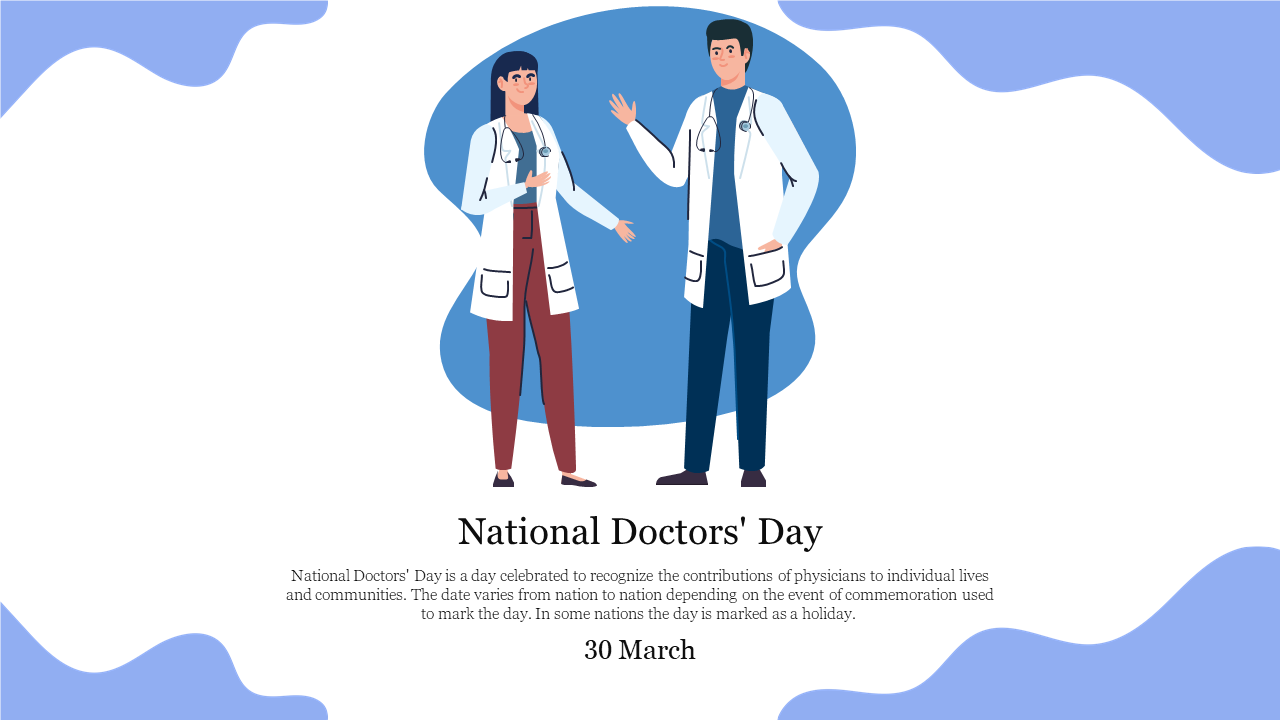 National Doctors' Day
National Doctors' Day is a day celebrated to recognize the contributions of physicians to individual lives
and communities. The date varies from nation to nation depending on the event of commemoration used
to mark the day. In some nations the day is marked as a holiday.
30 March